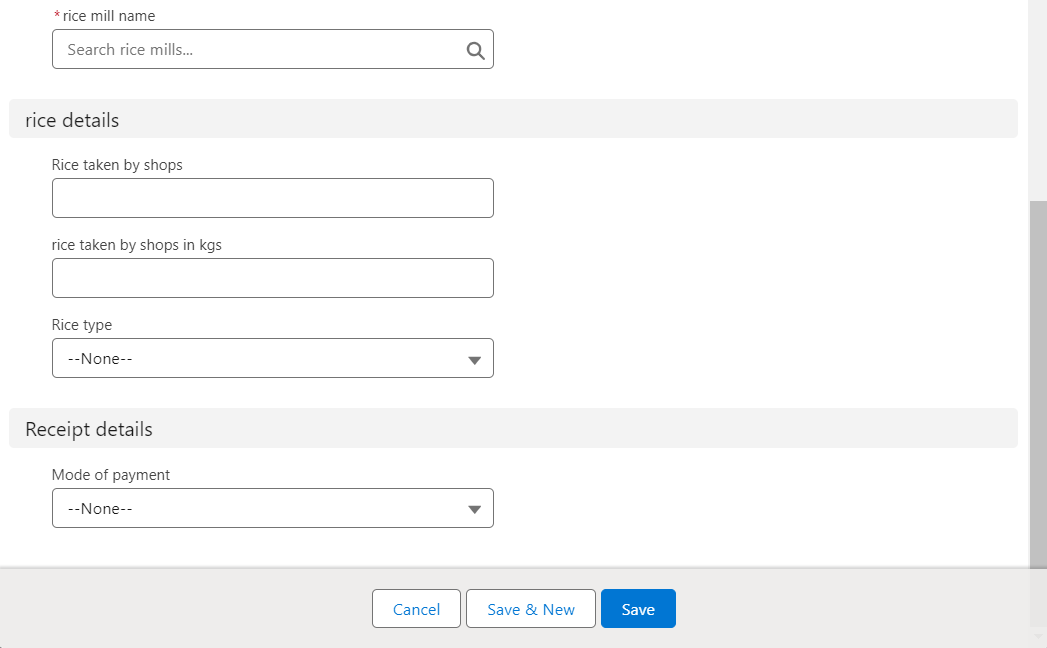 *rice mill name
Search rice mills...
rice details
Rice taken by shops
rice taken by shops in kgs
Rice type
--None--
Receipt details
Mode of payment
--None--
Cancel Save & New Save